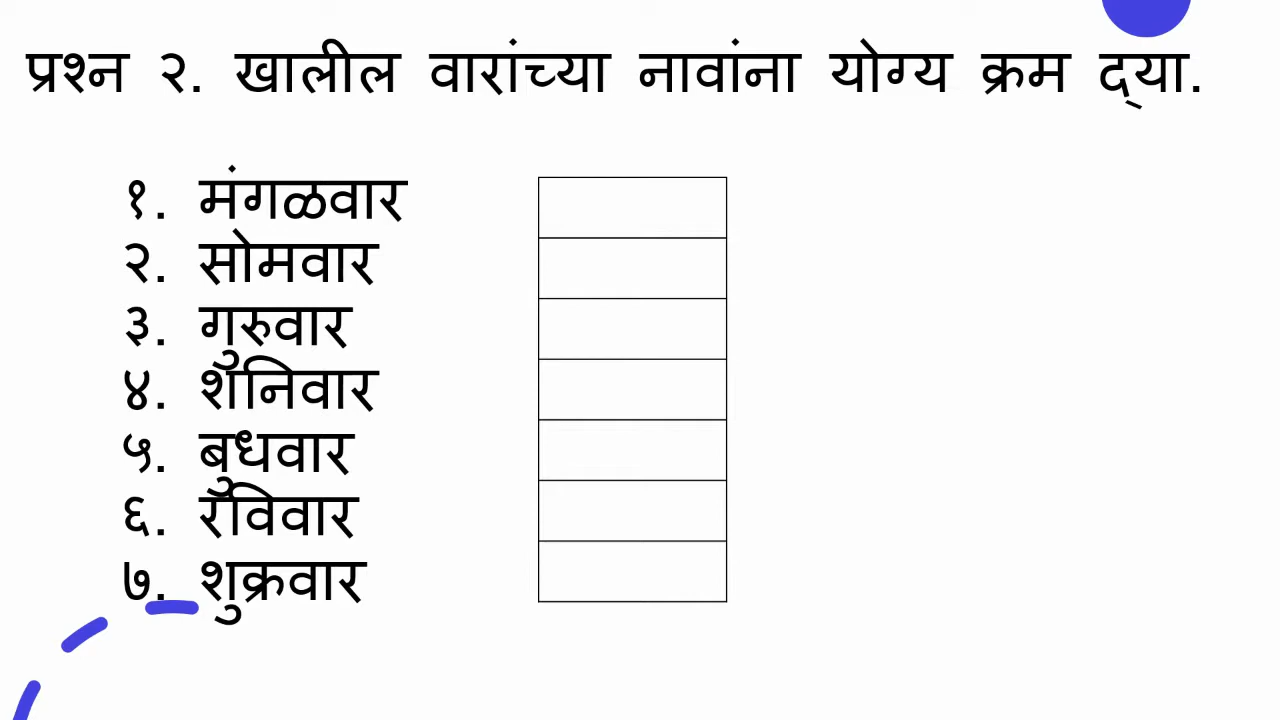 प्रश्न २. खालील वारांच्या नावांना योग्य क्रम द्‌या.
१. मंगळवार
२. सोमवार
३. गुरुवार
४. शनिवार
५. बुधवार
६. रविवार
७. शुक्रवार